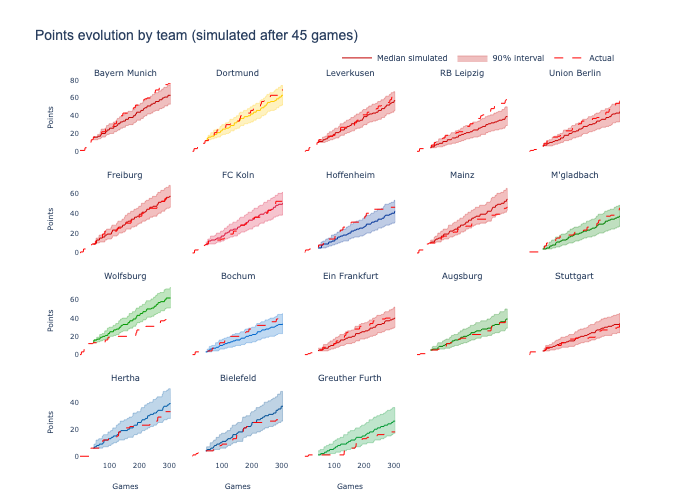 Points evolution by team (simulated after 45 games)
Median simulated 90% interval Actual
Bayern Munich Dortmund Leverkusen RB Leipzig Union Berlin
80
60
40
20
0
Points
Freiburg FC Koln Hoffenheim Mainz M'gladbach
60
40
20
0
Points
Wolfsburg Bochum Ein Frankfurt Augsburg Stuttgart
60
40
20
0
Points
Hertha Bielefeld Greuther Furth
40
20
0
Points
100 200 300 100 200 300 100 200 300
Games Games